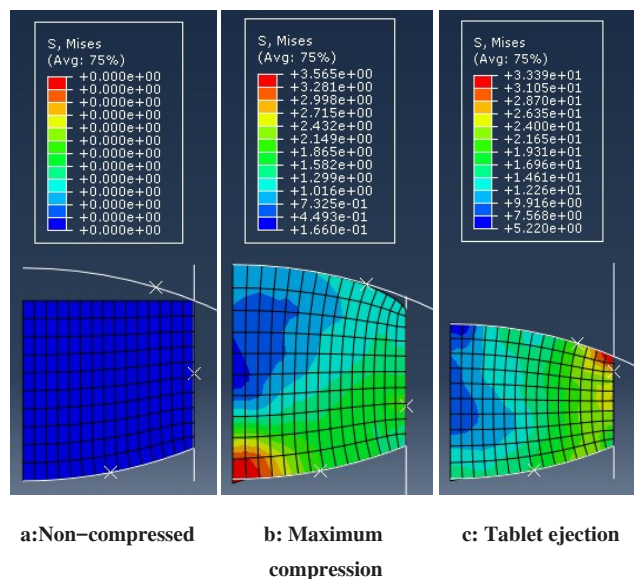 S, Mises
(Avg: 75%)
+0.000e+00
+0.000e+00
+0.000e+00
+0.000e+00
+0.000e+00
+0.000e+00
+0.000e+00
+0.000e+00
+0.000e+00
+0.000e+00
+0.000e+00
+0.000e+00
+0.000e+00
S, Mises
(Avg: 75%)
+3.565e+00
+3.281e+00
+2.998e+00
+2.715e+00
+2.432e+00
+2.149e+00
+1.865e+00
+1.582e+00
+1.299e+00
+1.016e+00
+7.325e-01
+4.493e-01
+1.660e-01
S, Mises
(Avg: 75%)
+3.339e+01
+3.105e+01
+2.870e+01
+2.635e+01
+2.400e+01
+2.165e+01
+1.931e+01
+1.696e+01
+1.461e+01
+1.226e+01
+9.916e+00
+7.568e+00
+5.220e+00
a:Non−compressed
b: Maximum
compression
c: Tablet ejection